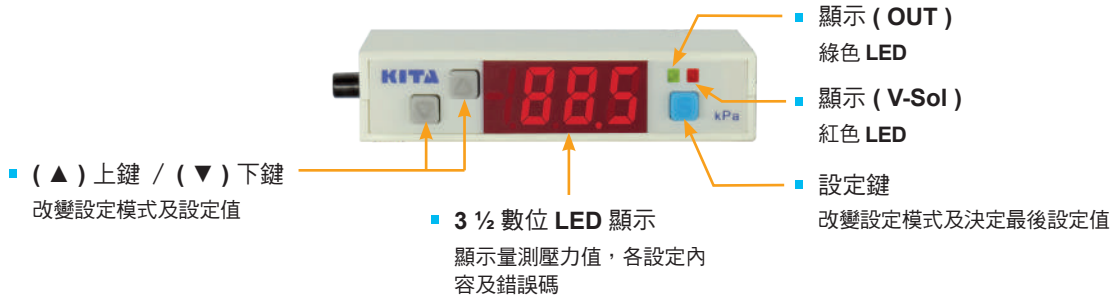 顯示 ( OUT )
綠色 LED
KITA
88.5
kPa
顯示 ( V-Sol )
紅色 LED
( ▲ ) 上鍵 / ( ▼ ) 下鍵
改變設定模式及設定值
設定鍵
改變設定模式及決定最後設定值
3 ½ 數位 LED 顯示
顯示量測壓力值，各設定內
容及錯誤碼